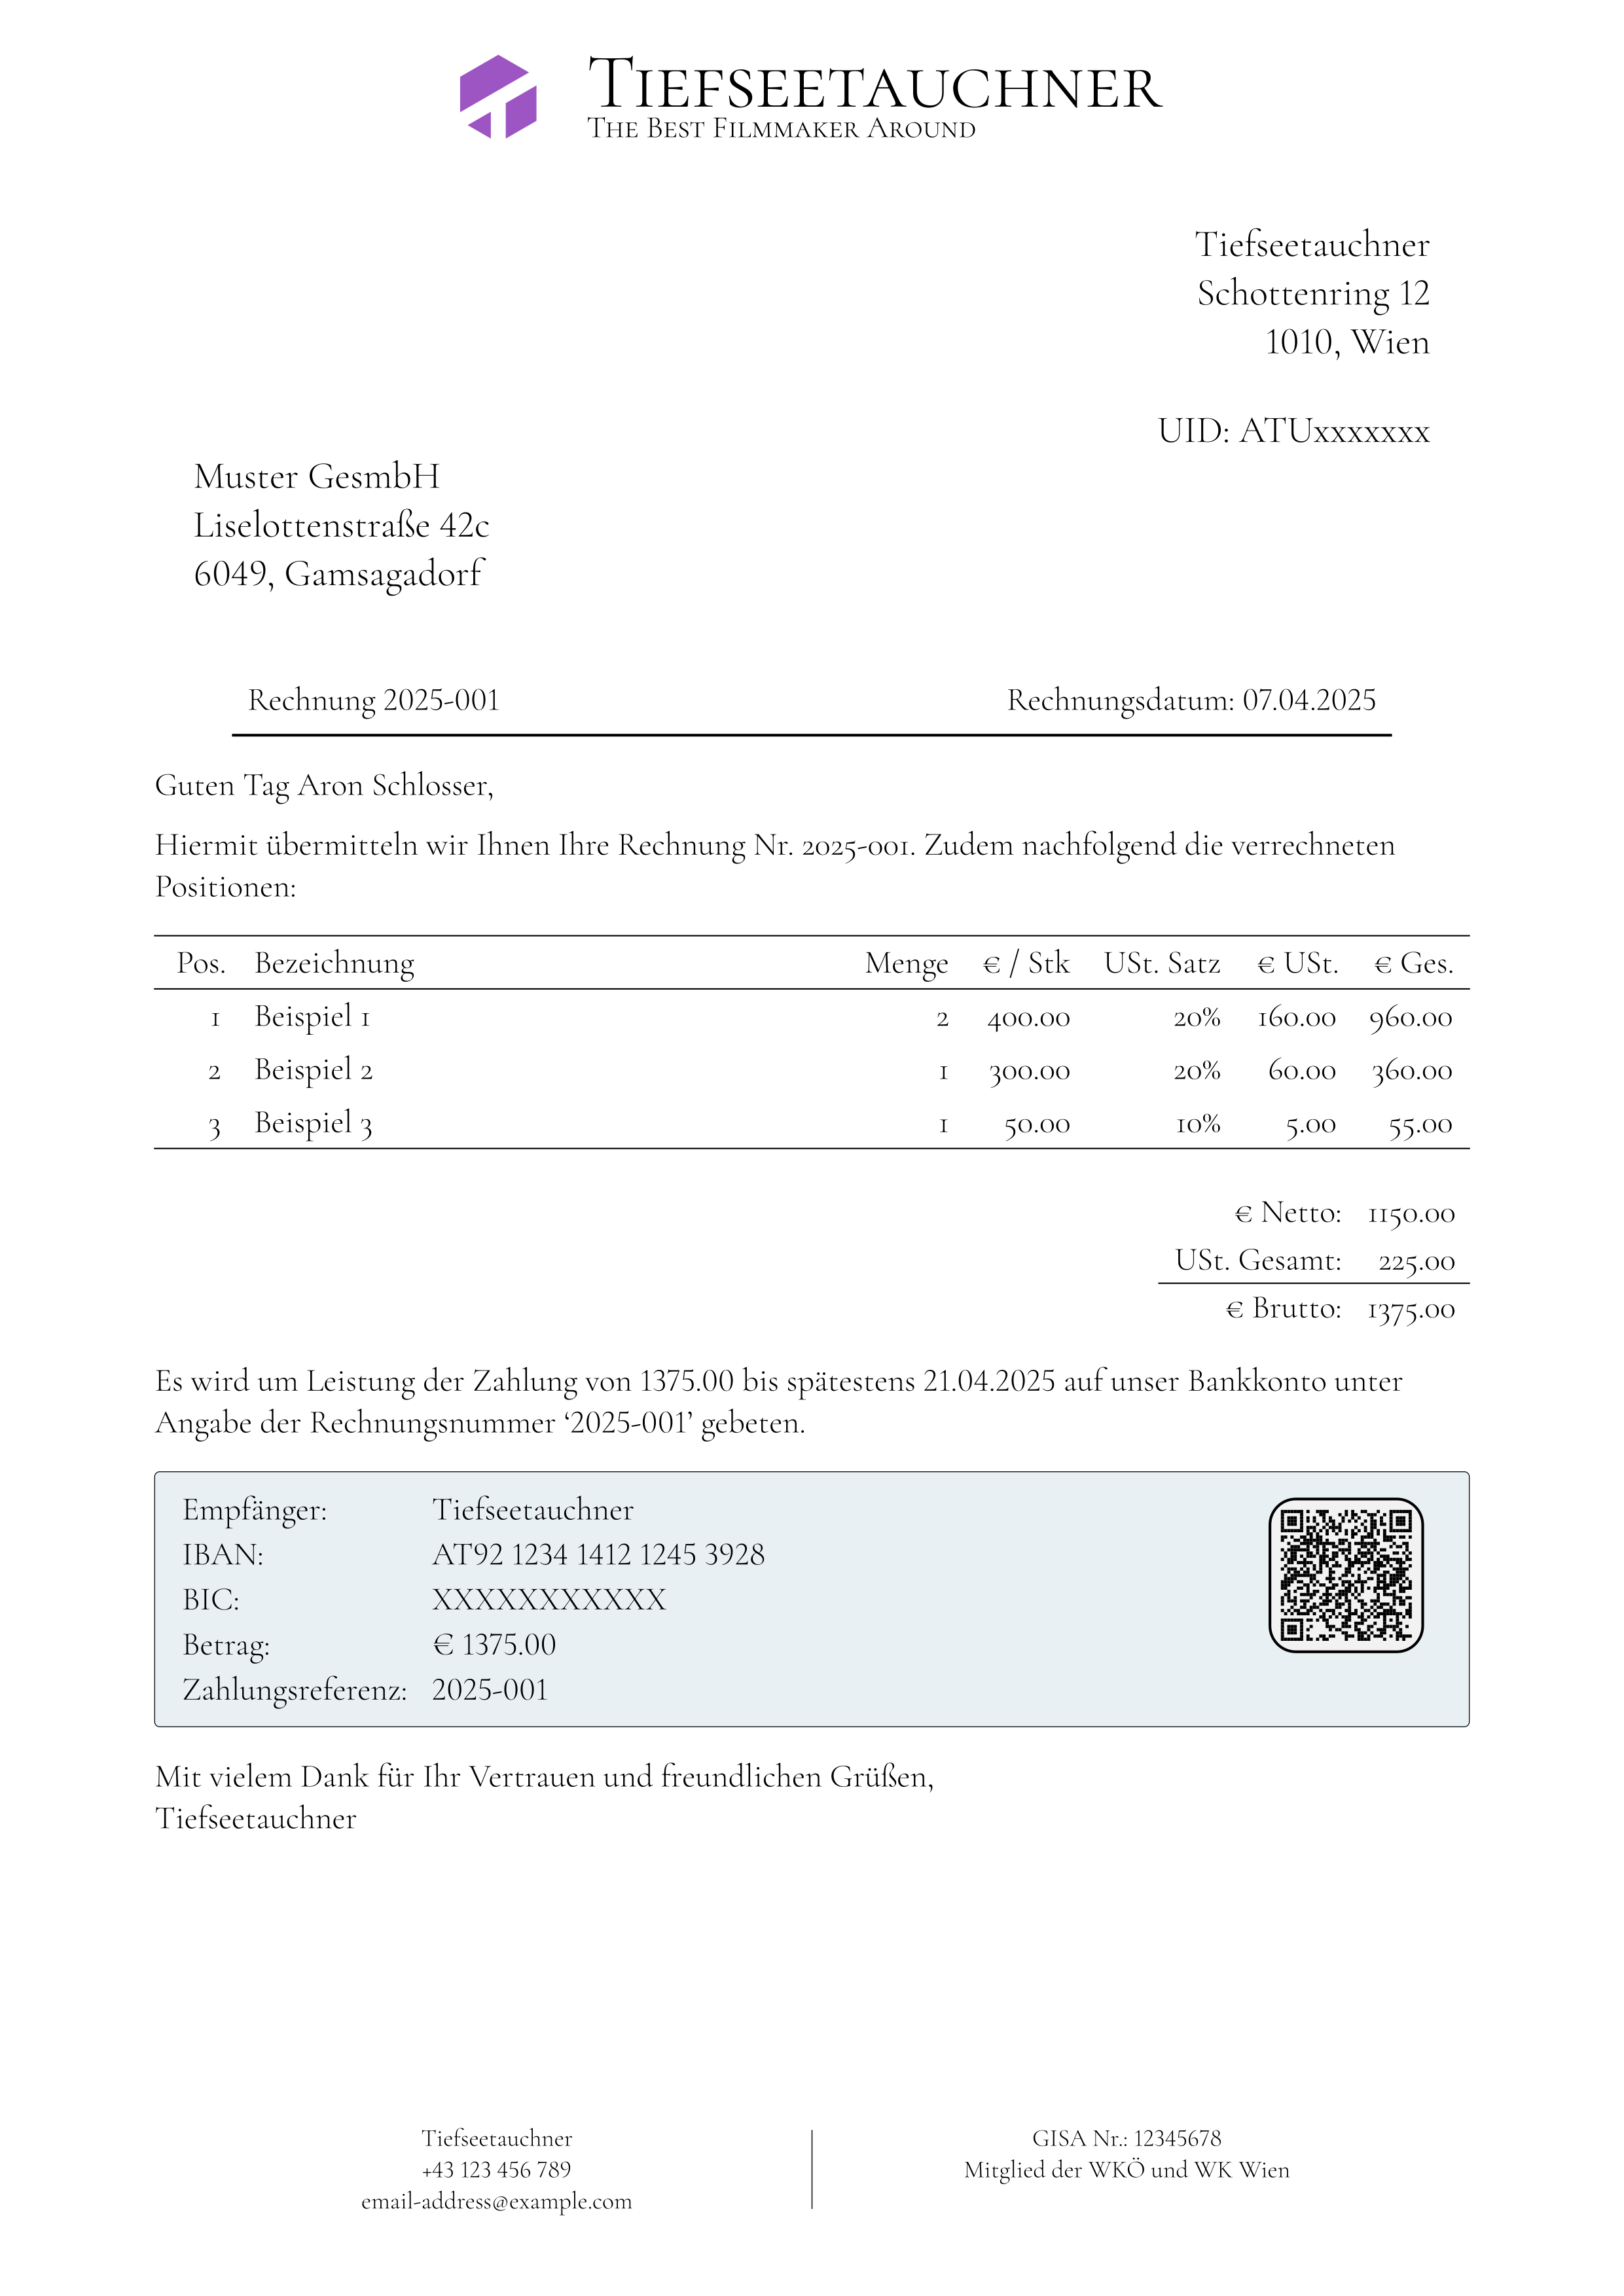 Tiefseetauchner
The Best Filmmaker Around
Tiefseetauchner
Schottenring 12
1010, Wien
UID: ATUxxxxxxx
Muster GesmbH
Liselottenstraße 42c
6049, Gamsagadorf
Rechnung 2025-001 Rechnungsdatum: 07.04.2025
Guten Tag Aron Schlosser,
Hiermit übermitteln wir Ihnen Ihre Rechnung Nr. 2025-001. Zudem nachfolgend die verrechneten
Positionen:
Pos. Bezeichnung Menge € / Stk USt. Satz € USt. € Ges.
1 Beispiel 1 2 400.00 20% 160.00 960.00
2 Beispiel 2 1 300.00 20% 60.00 360.00
3 Beispiel 3 1 50.00 10% 5.00 55.00
€ Netto: 1150.00
USt. Gesamt: 225.00
€ Brutto: 1375.00
Es wird um Leistung der Zahlung von 1375.00 bis spätestens 21.04.2025 auf unser Bankkonto unter
Angabe der Rechnungsnummer ‘2025-001’ gebeten.
Empfänger: Tiefseetauchner
IBAN: AT92 1234 1412 1245 3928
BIC: XXXXXXXXXXX
Betrag: € 1375.00
Zahlungsreferenz: 2025-001
Mit vielem Dank für Ihr Vertrauen und freundlichen Grüßen,
Tiefseetauchner
Tiefseetauchner
+43 123 456 789
email-address@example.com
GISA Nr.: 12345678
Mitglied der WKÖ und WK Wien